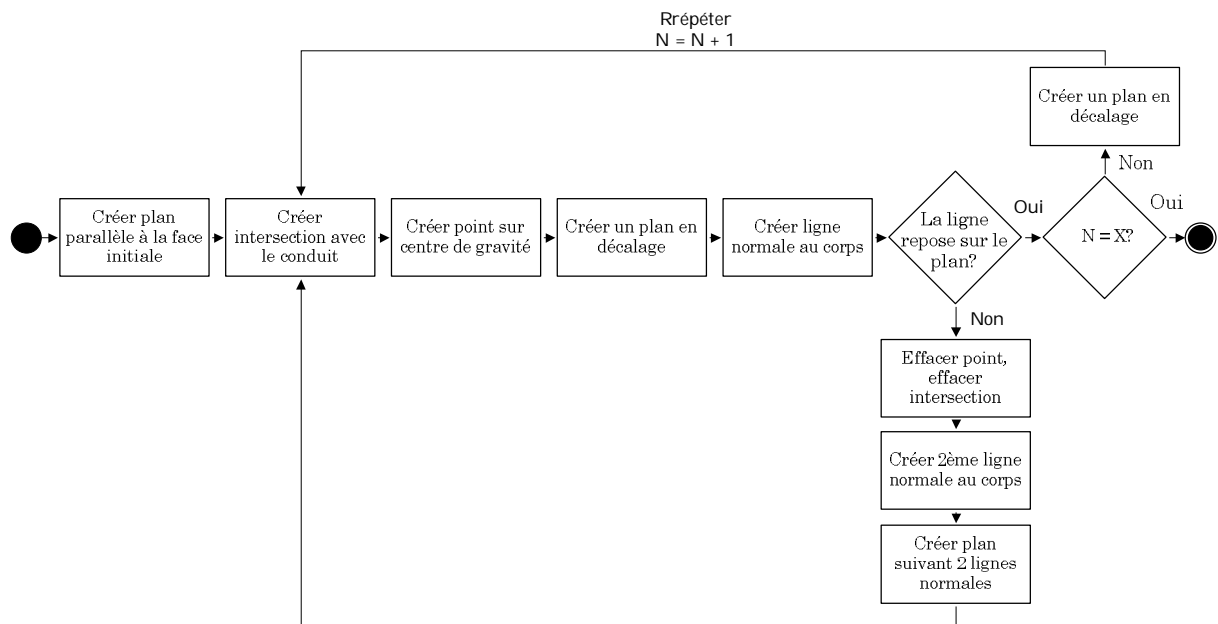 Rrépéter
N = N + 1
Créer un plan en
décalage
Non
Oui
Créer plan
parallèle à la face
initiale
Créer
intersection avec
le conduit
Créer point sur
centre de gravité
Créer un plan en
décalage
Créer ligne
normale au corps
La ligne
repose sur le
plan?
Oui
N = X?
Non
Effacer point,
effacer
intersection
Créer 2ème ligne
normale au corps
Créer plan
suivant 2 lignes
normales